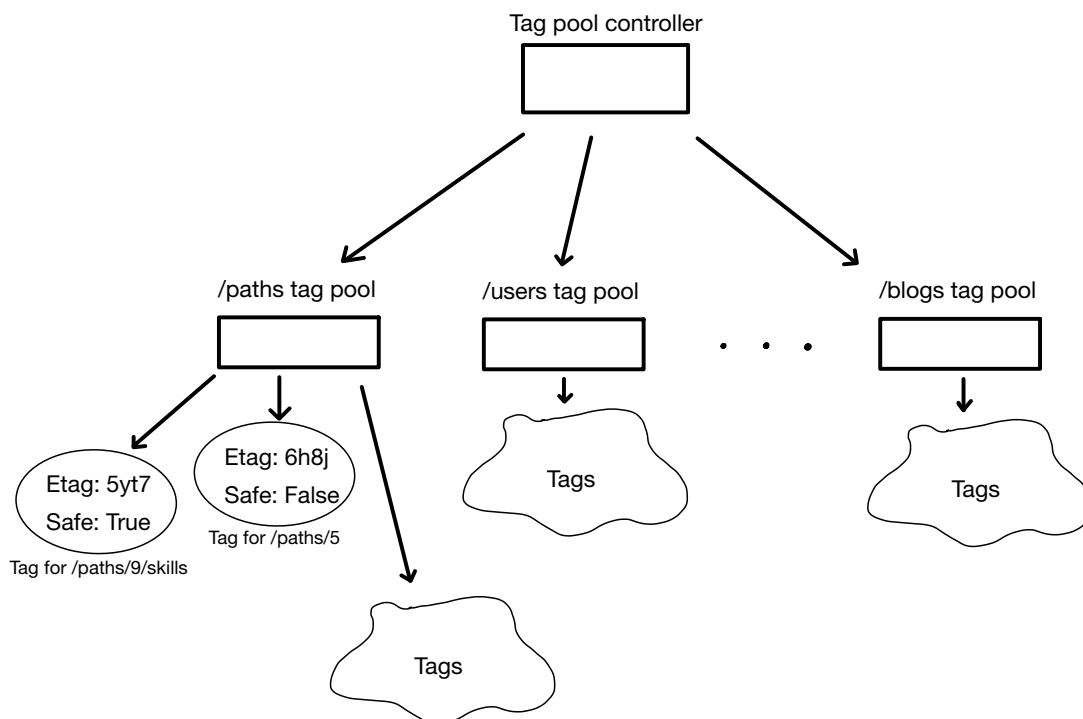 Tag pool controller
/paths tag pool
/users tag pool
/blogs tag pool
Etag: 5yt7
Safe: True
Tag for /paths/9/skills
Etag: 6h8j
Safe: False
Tag for /paths/5
Tags
Tags
Tags